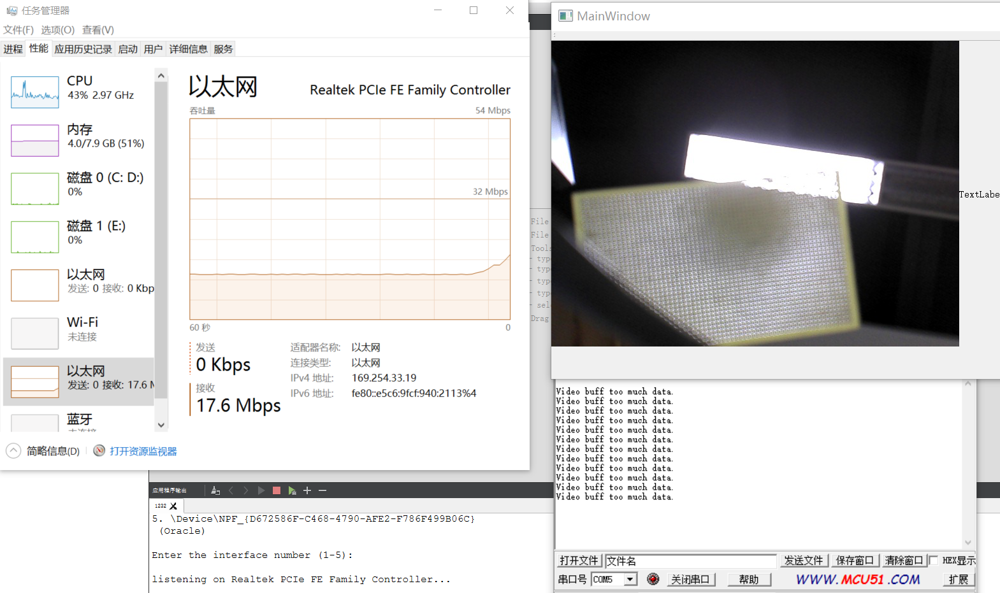 任务管理器
文件(F) 选项(O) 查看(V)
进程 性能 应用历史记录 启动 用户 详细信息 服务
CPU
43% 2.97 GHz
内存
4.0/7.9 GB (51%)
磁盘 0 (C: D:)
0%
磁盘 1 (E:)
0%
以太网
发送: 0 接收: 0 Kbp
Wi-Fi
未连接
以太网
发送: 0 接收: 17.6 M
蓝牙
未连接
以太网
Realtek PCIe FE Family Controller
吞吐量
54 Mbps
32 Mbps
60 秒
0
发送
0 Kbps
接收
17.6 Mbps
适配器名称: 以太网
连接类型: 以太网
IPv4 地址: 169.254.33.19
IPv6 地址: fe80::e5c6:9fcf:940:2113%4
简略信息(D)
打开资源监视器
File
File
Tools
- type
- type
- type
- type
- sele
Drag
MainWindow
TextLabe
应用程序输出
1232
5. \Device\NPF_{D672586F-C468-4790-AFE2-F786F499B06C}
(Oracle)
Enter the interface number (1-5):
listening on Realtek PCIe FE Family Controller...
Video buff too much data.
Video buff too much data.
Video buff too much data.
Video buff too much data.
Video buff too much data.
Video buff too much data.
Video buff too much data.
Video buff too much data.
Video buff too much data.
Video buff too much data.
Video buff too much data.
Video buff too much data.
打开文件 文件名 发送文件 保存窗口 清除窗口 HEX显示
串口号 COM5 关闭串口 帮助 WWW.MCU51.COM 扩展